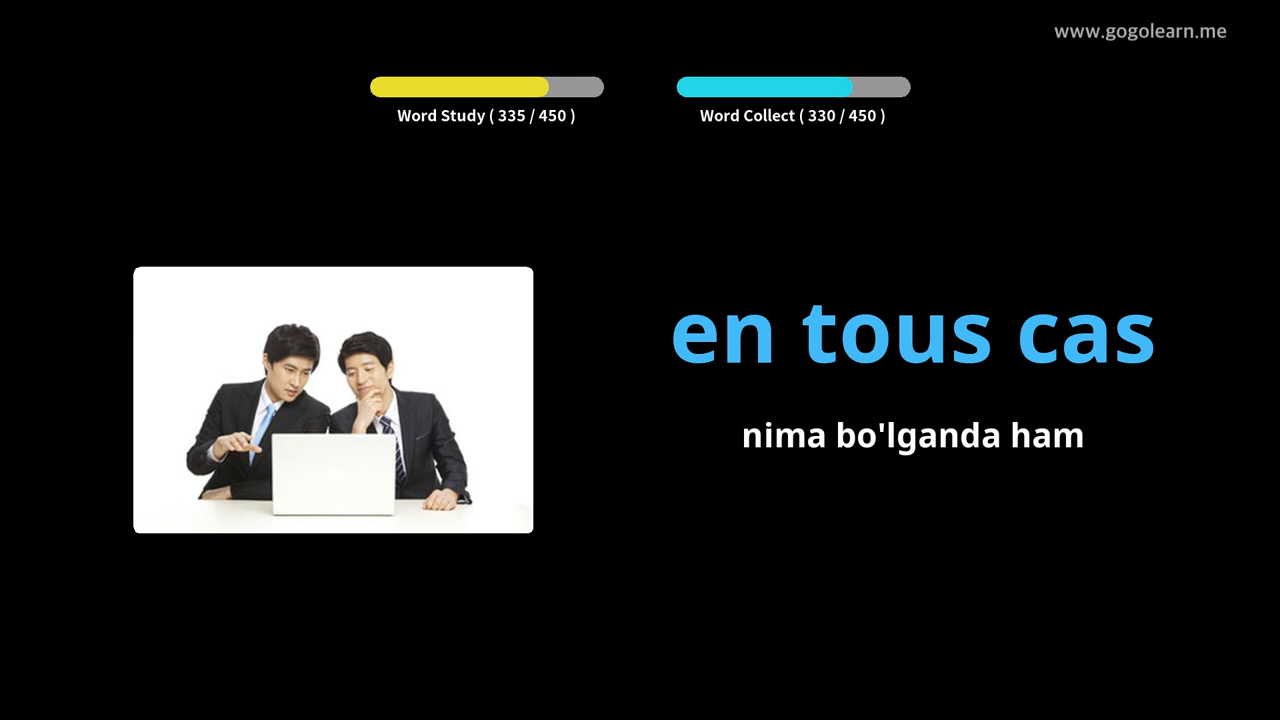 www.gogolearn.me
Word Study ( 335 / 450 )
Word Collect ( 330 / 450 )
en tous cas
nima bo'lganda ham